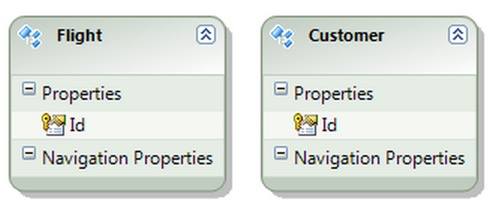 Flight
Properties
Id
Navigation Properties
Customer
Properties
Id
Navigation Properties